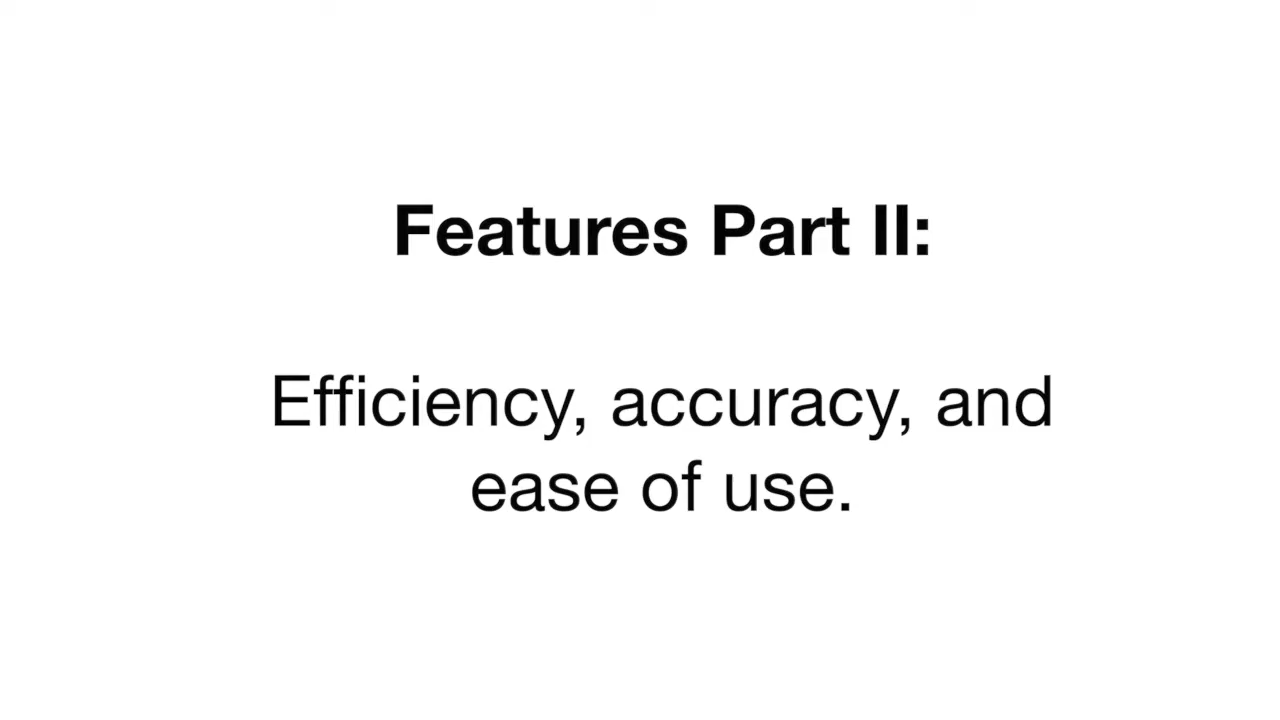 Features Part II:
Efficiency, accuracy, and
ease of use.